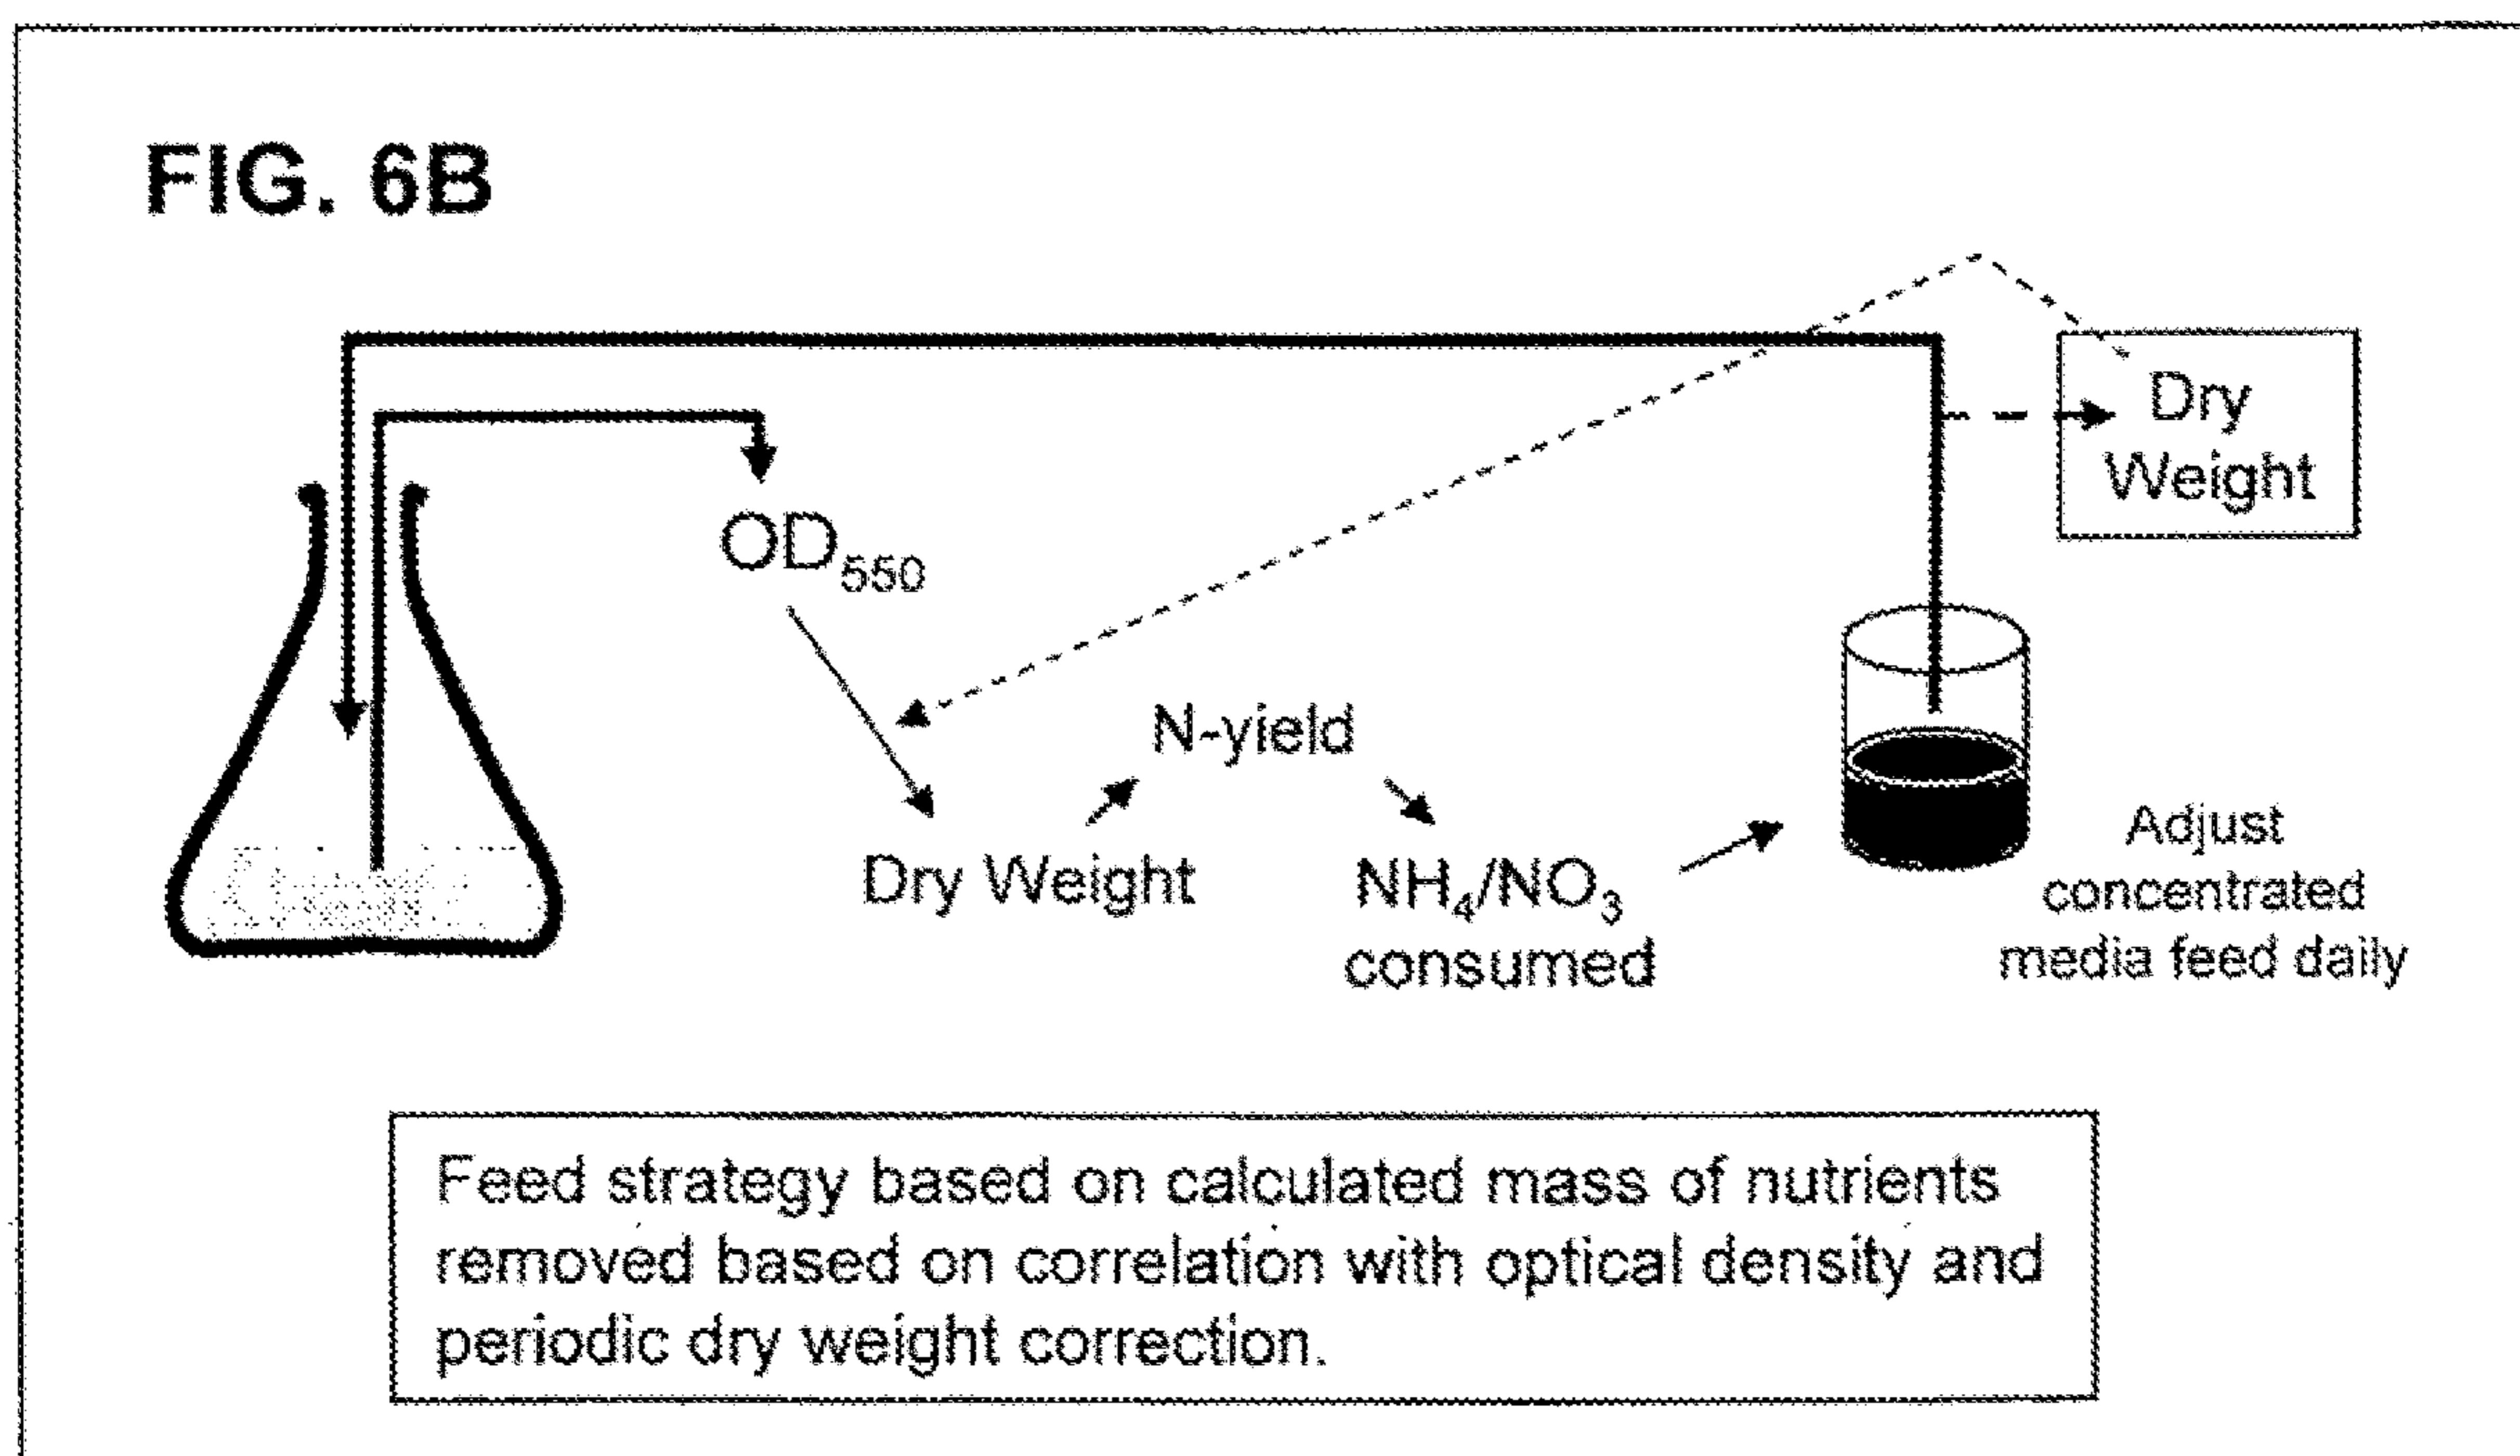 FIG. 6B
Dry
Weight
OD₅₅₀
N-yield
Dry Weight
NH₄/NO₃
consumed
Adjust
concentrated
media feed daily
Feed strategy based on calculated mass of nutrients
removed based on correlation with optical density and
periodic dry weight correction.